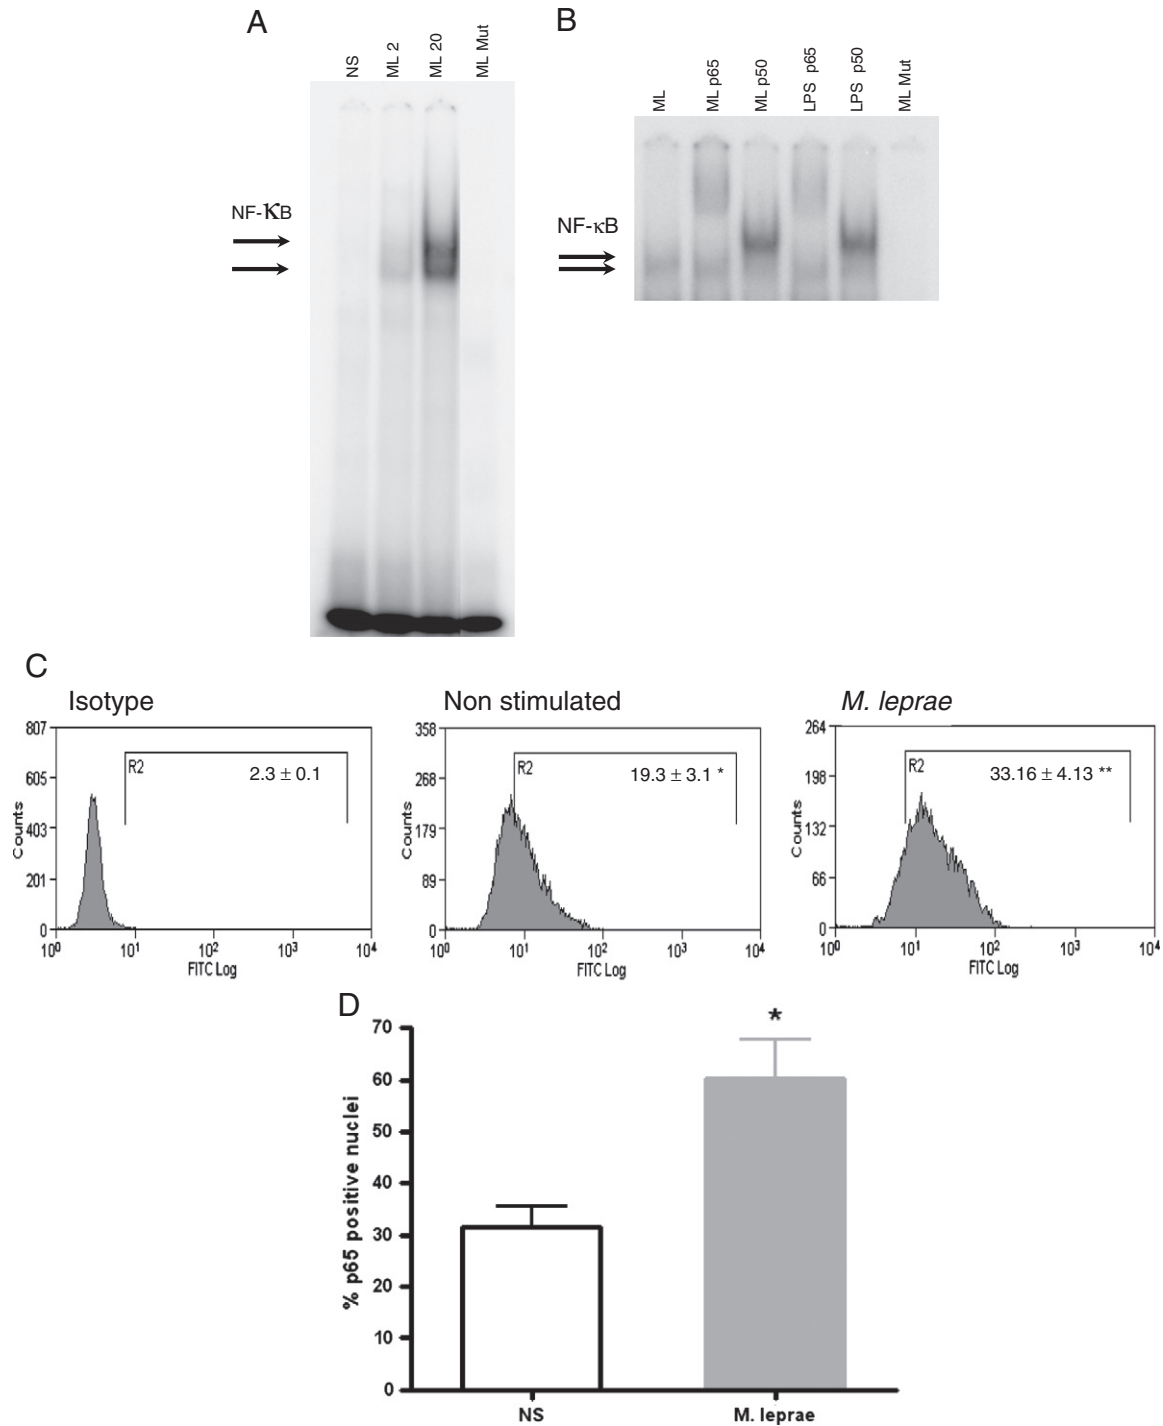 A
NS
ML 2
ML 20
ML Mut
NF-κB
B
ML
ML p65
ML p50
LPS p65
LPS p50
ML Mut
NF-κB
C
Isotype
807
605
403
201
0
Counts
R2
2.3 ± 0.1
10⁰ 10¹ 10² 10³ 10⁴
FITC Log
Non stimulated
358
268
179
89
0
Counts
R2
19.3 ± 3.1 *
10⁰ 10¹ 10² 10³ 10⁴
FITC Log
M. leprae
264
198
132
66
0
Counts
R2
33.16 ± 4.13 **
10⁰ 10¹ 10² 10³ 10⁴
FITC Log
D
*
70
60
50
40
30
20
10
0
% p65 positive nuclei
NS
M. leprae